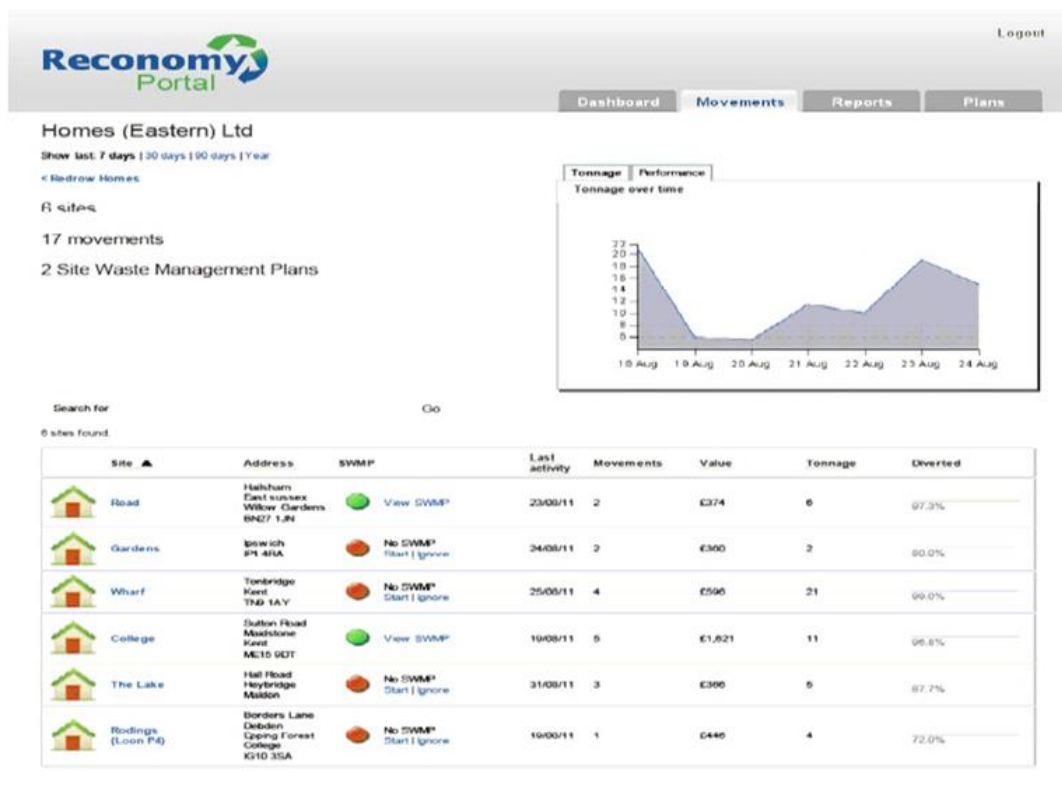 Logout
Reconomy
Portal
Dashboard Movements Reports Plans
Homes (Eastern) Ltd
Show last: 7 days | 30 days | 90 days | Year
< Redrow Homes
6 sites
17 movements
2 Site Waste Management Plans
Tonnage Performance
Tonnage over time
22
20
18
16
14
12
10
8
6
18 Aug 19 Aug 20 Aug 21 Aug 22 Aug 23 Aug 24 Aug
Search for Go
6 sites found
Site ▲ Address SWMP Last activity Movements Value Tonnage Diverted
Road Hailsham View SWMP 23/08/11 2 £374 6 97.3%
East sussex
Willow Gardens
BN27 1JN
Gardens Ipswich No SWMP 24/08/11 2 £360 2
IP1 4RA Start | Ignore
Wharf Tonbridge No SWMP 25/08/11 4 21 99.0%
Kent Start | Ignore
TN9 1AY
College Sutton Road View SWMP 19/08/11 £1,621 11
Maidstone
Kent
ME15 9DT
The Lake Hall Road No SWMP 31/08/11 3 87.7%
Heybridge Start | Ignore
Maldon
Rodings Borders Lane No SWMP 19/08/11 1 4 72.0%
(Loon P4) Debden Start | Ignore
Epping Forest
College
IG10 3SA